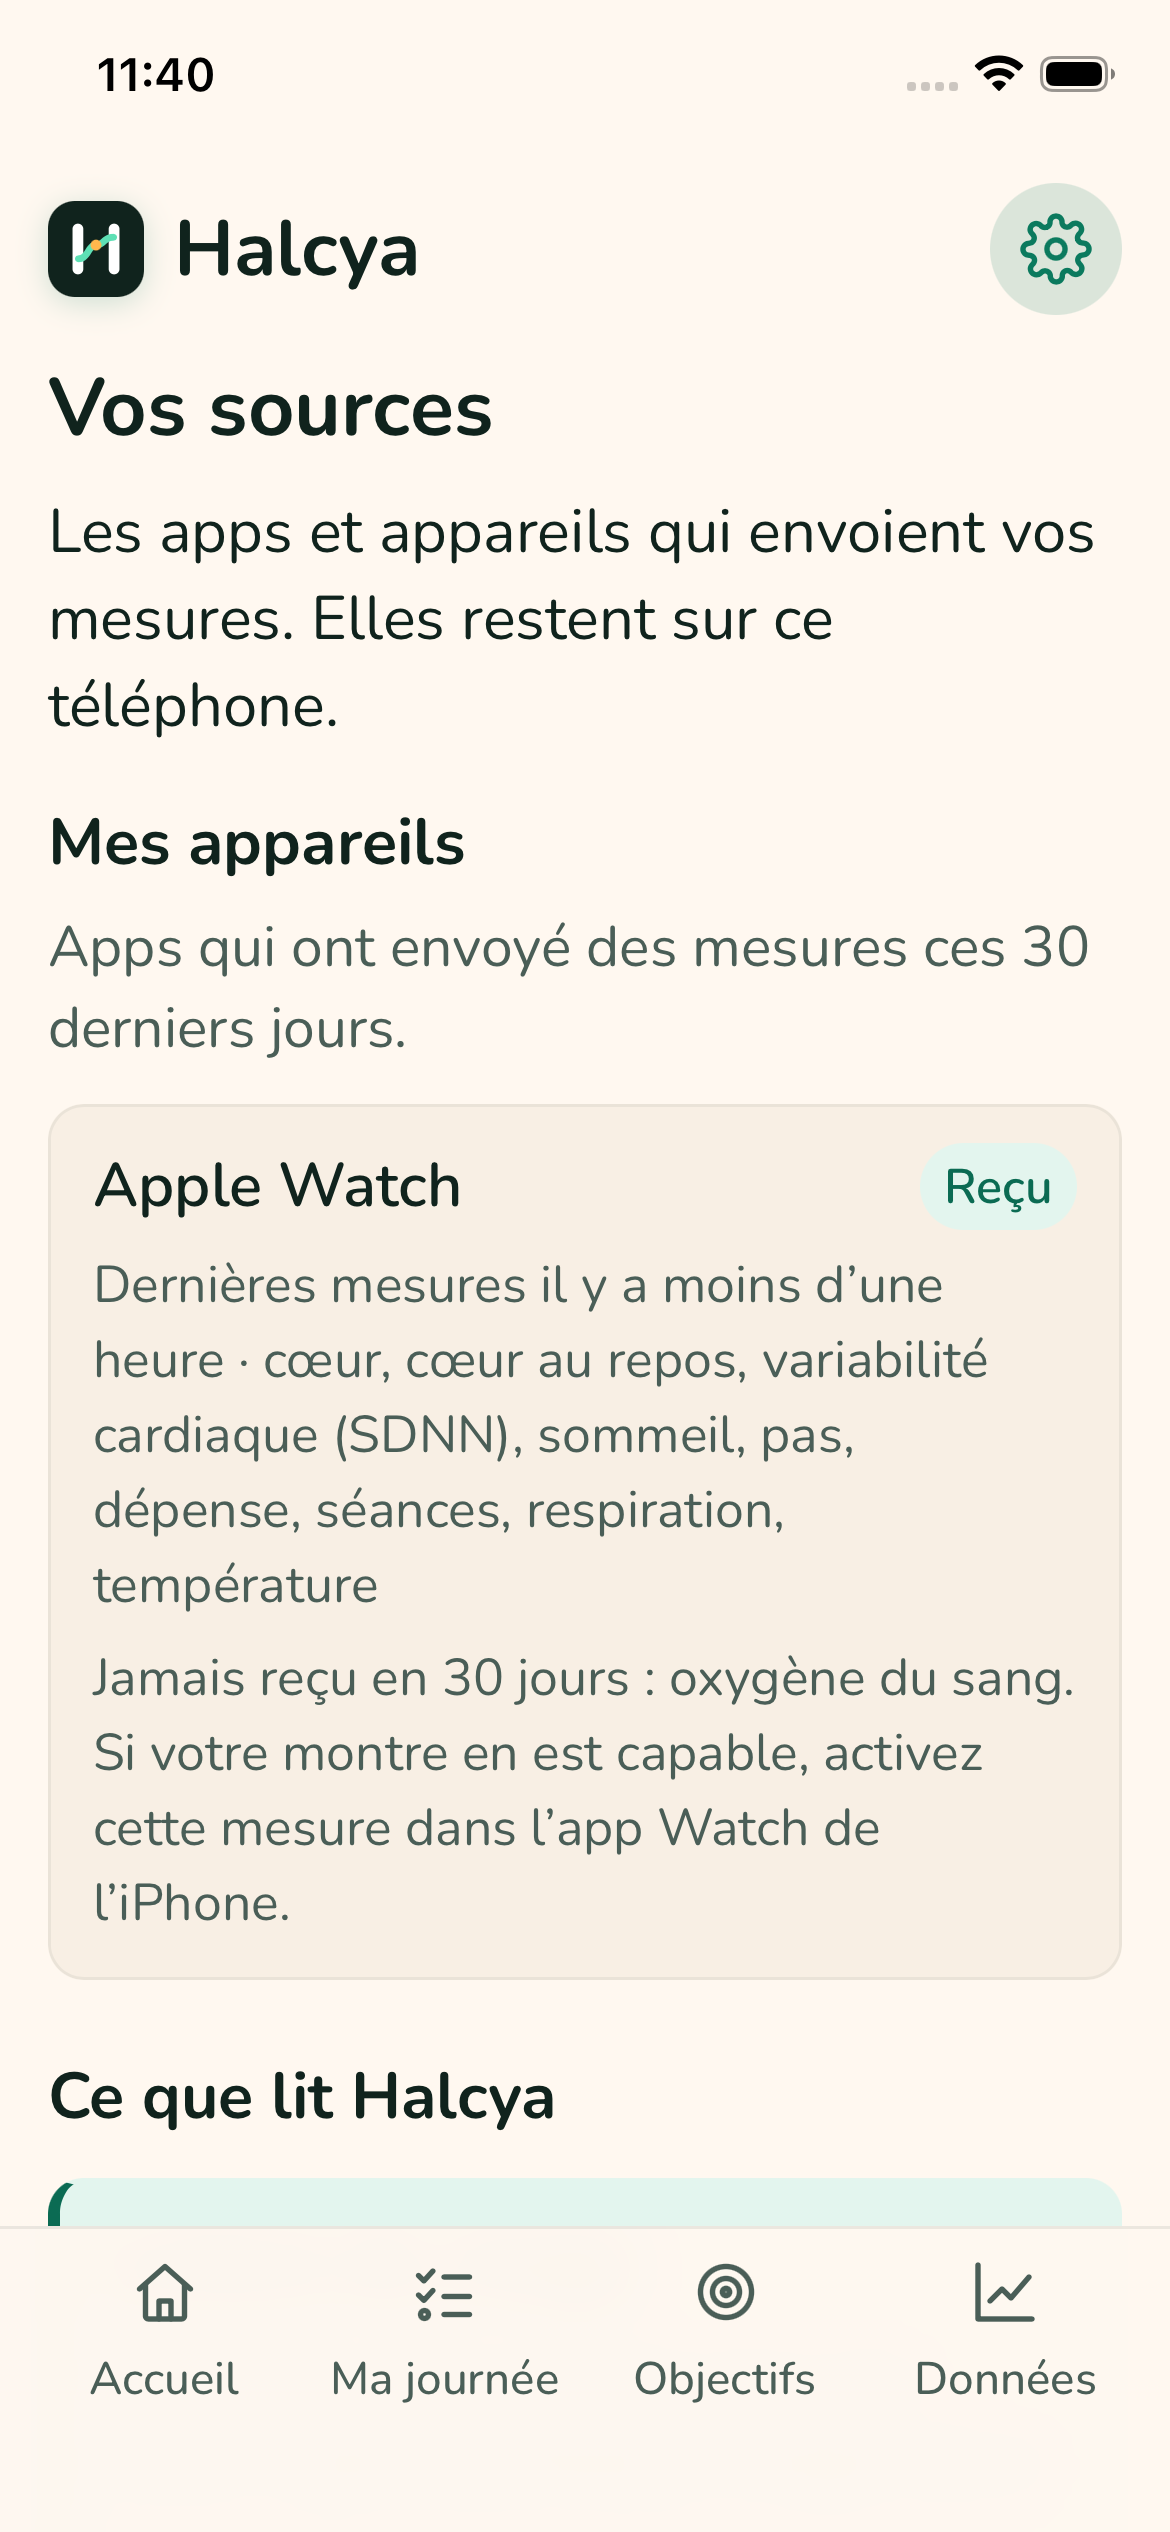 11:40
Halcya
Vos sources
Les apps et appareils qui envoient vos
mesures. Elles restent sur ce
téléphone.
Mes appareils
Apps qui ont envoyé des mesures ces 30
derniers jours.
Apple Watch
Reçu
Dernières mesures il y a moins d’une
heure · cœur, cœur au repos, variabilité
cardiaque (SDNN), sommeil, pas,
dépense, séances, respiration,
température
Jamais reçu en 30 jours : oxygène du sang.
Si votre montre en est capable, activez
cette mesure dans l’app Watch de
l’iPhone.
Ce que lit Halcya
Accueil
Ma journée
Objectifs
Données